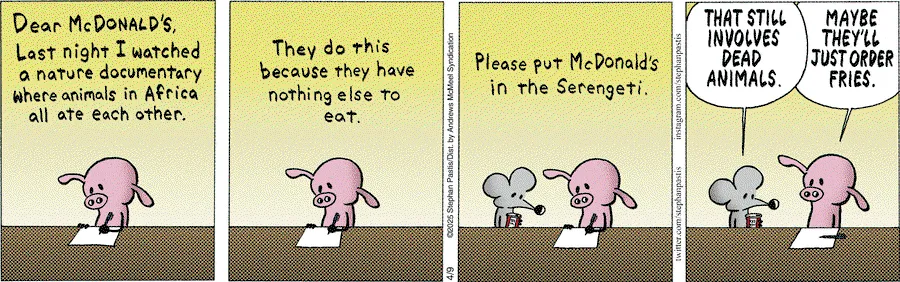 Dear McDONALD'S,
Last night I watched
a nature documentary
where animals in Africa
all ate each other.
They do this
because they have
nothing else to
eat.
©2025 Stephan Pastis/Dist. by Andrews McMeel Syndication
4/9
Please put McDonald's
in the Serengeti.
twitter.com/stephanpastis
instagram.com/stephanpastis
THAT STILL
INVOLVES
DEAD
ANIMALS.
MAYBE
THEY'LL
JUST ORDER
FRIES.